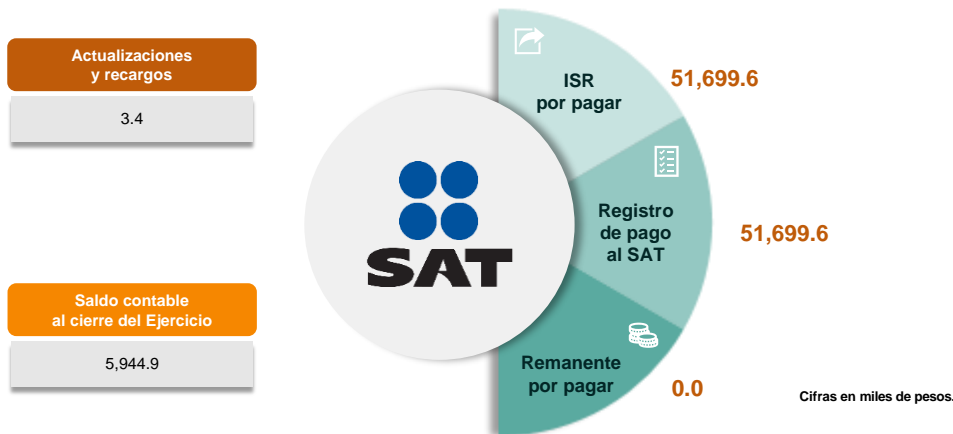 Actualizaciones
y recargos
3.4
Saldo contable
al cierre del Ejercicio
5,944.9
SAT
ISR
por pagar
51,699.6
Registro
de pago
al SAT
51,699.6
Remanente
por pagar
0.0
Cifras en miles de pesos.